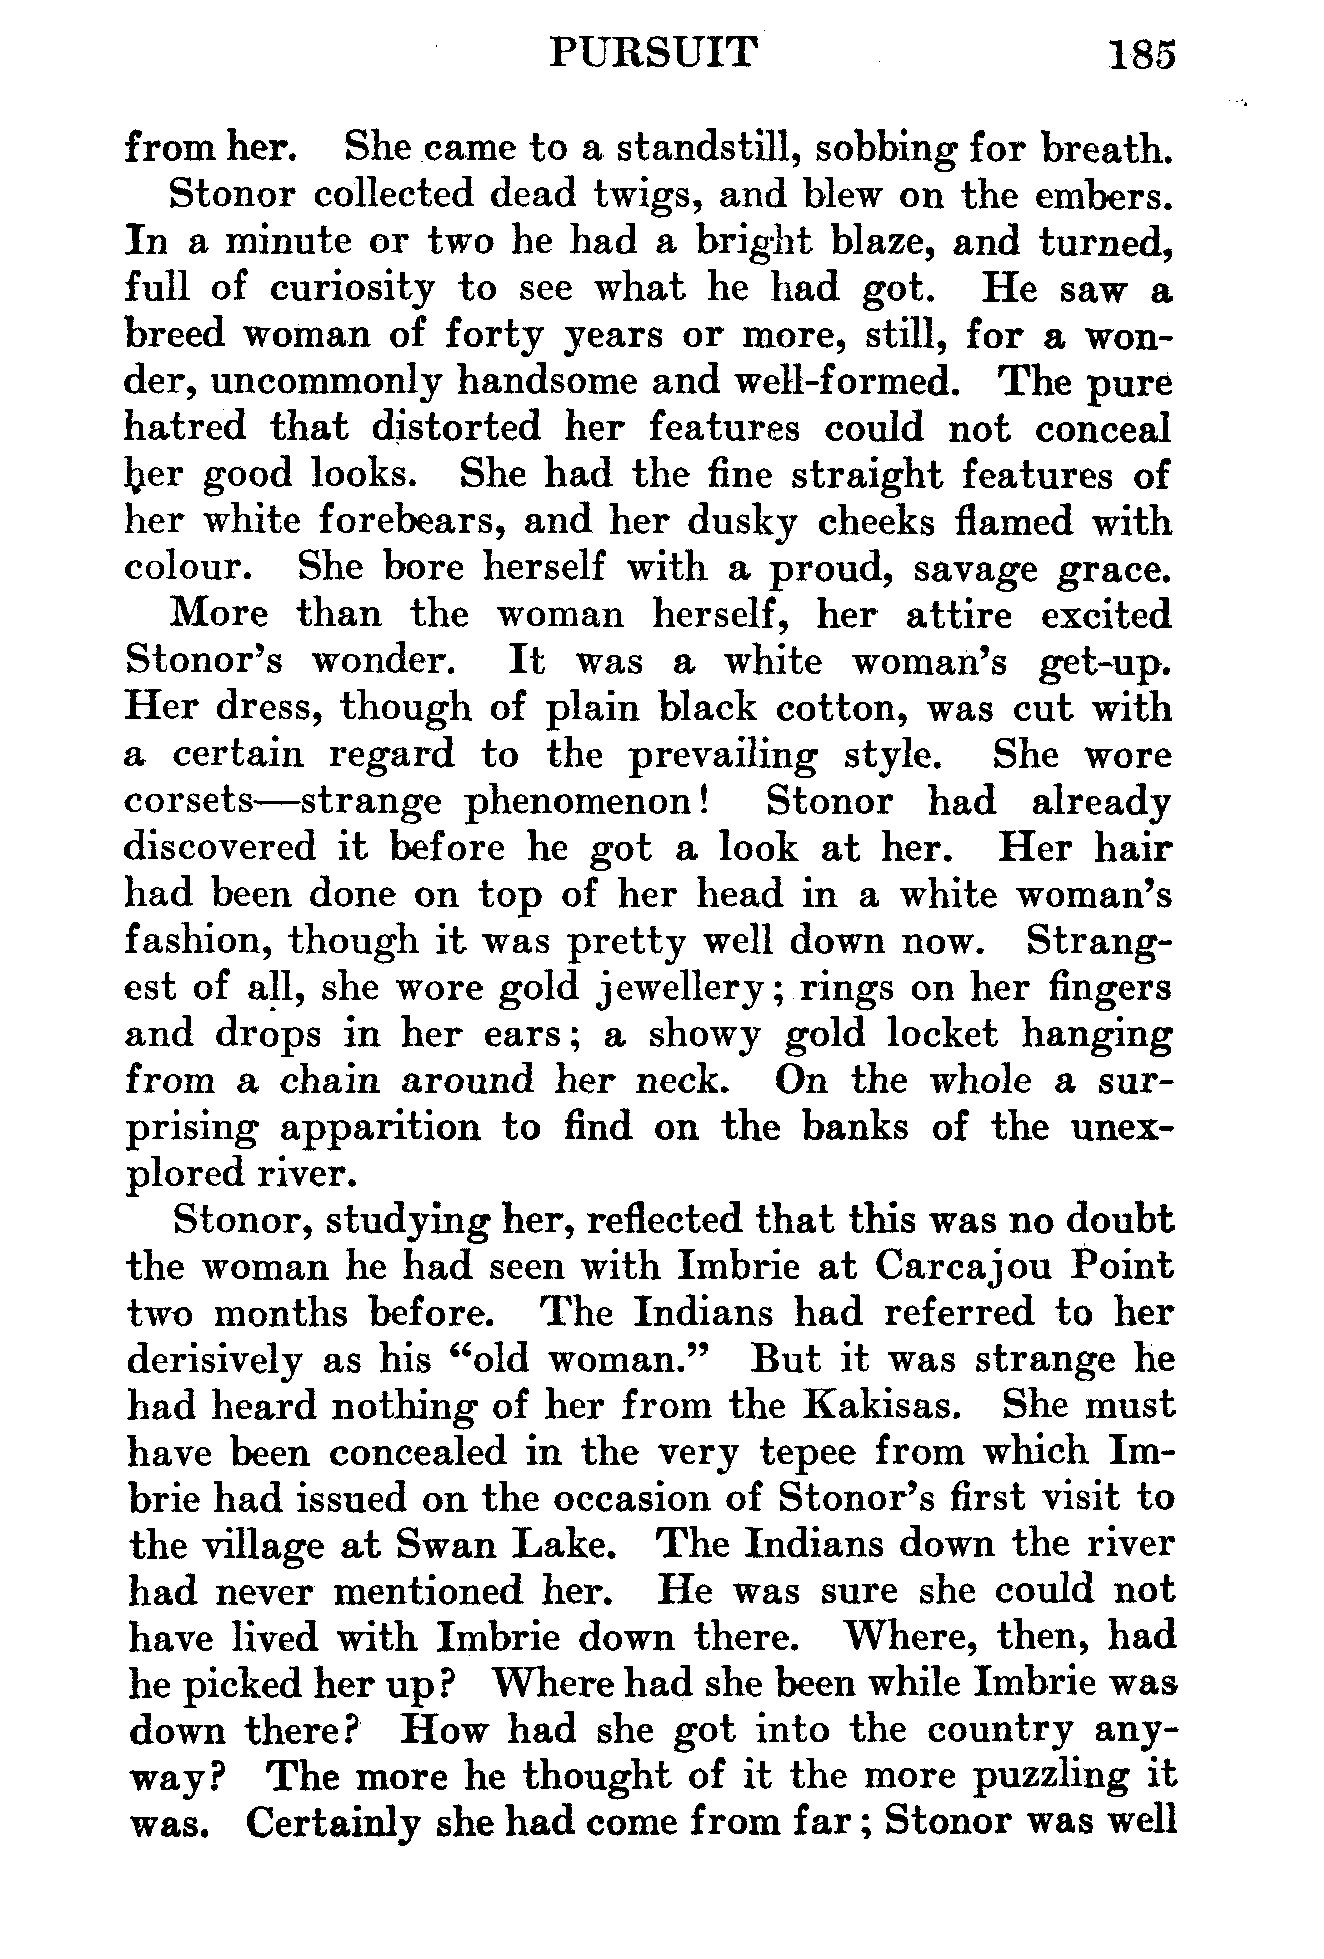 PURSUIT 185
from her. She came to a standstill, sobbing for breath.
Stonor collected dead twigs, and blew on the embers.
In a minute or two he had a bright blaze, and turned,
full of curiosity to see what he had got. He saw a
breed woman of forty years or more, still, for a won-
der, uncommonly handsome and well-formed. The pure
hatred that distorted her features could not conceal
her good looks. She had the fine straight features of
her white forebears, and her dusky cheeks flamed with
colour. She bore herself with a proud, savage grace.
More than the woman herself, her attire excited
Stonor's wonder. It was a white woman's get-up.
Her dress, though of plain black cotton, was cut with
a certain regard to the prevailing style. She wore
corsets—strange phenomenon! Stonor had already
discovered it before he got a look at her. Her hair
had been done on top of her head in a white woman's
fashion, though it was pretty well down now. Strang-
est of all, she wore gold jewellery; rings on her fingers
and drops in her ears; a showy gold locket hanging
from a chain around her neck. On the whole a sur-
prising apparition to find on the banks of the unex-
plored river.
Stonor, studying her, reflected that this was no doubt
the woman he had seen with Imbrie at Carcajou Point
two months before. The Indians had referred to her
derisively as his “old woman.” But it was strange he
had heard nothing of her from the Kakisas. She must
have been concealed in the very tepee from which Im-
brie had issued on the occasion of Stonor's first visit to
the village at Swan Lake. The Indians down the river
had never mentioned her. He was sure she could not
have lived with Imbrie down there. Where, then, had
he picked her up? Where had she been while Imbrie was
down there? How had she got into the country any-
way? The more he thought of it the more puzzling it
was. Certainly she had come from far; Stonor was well